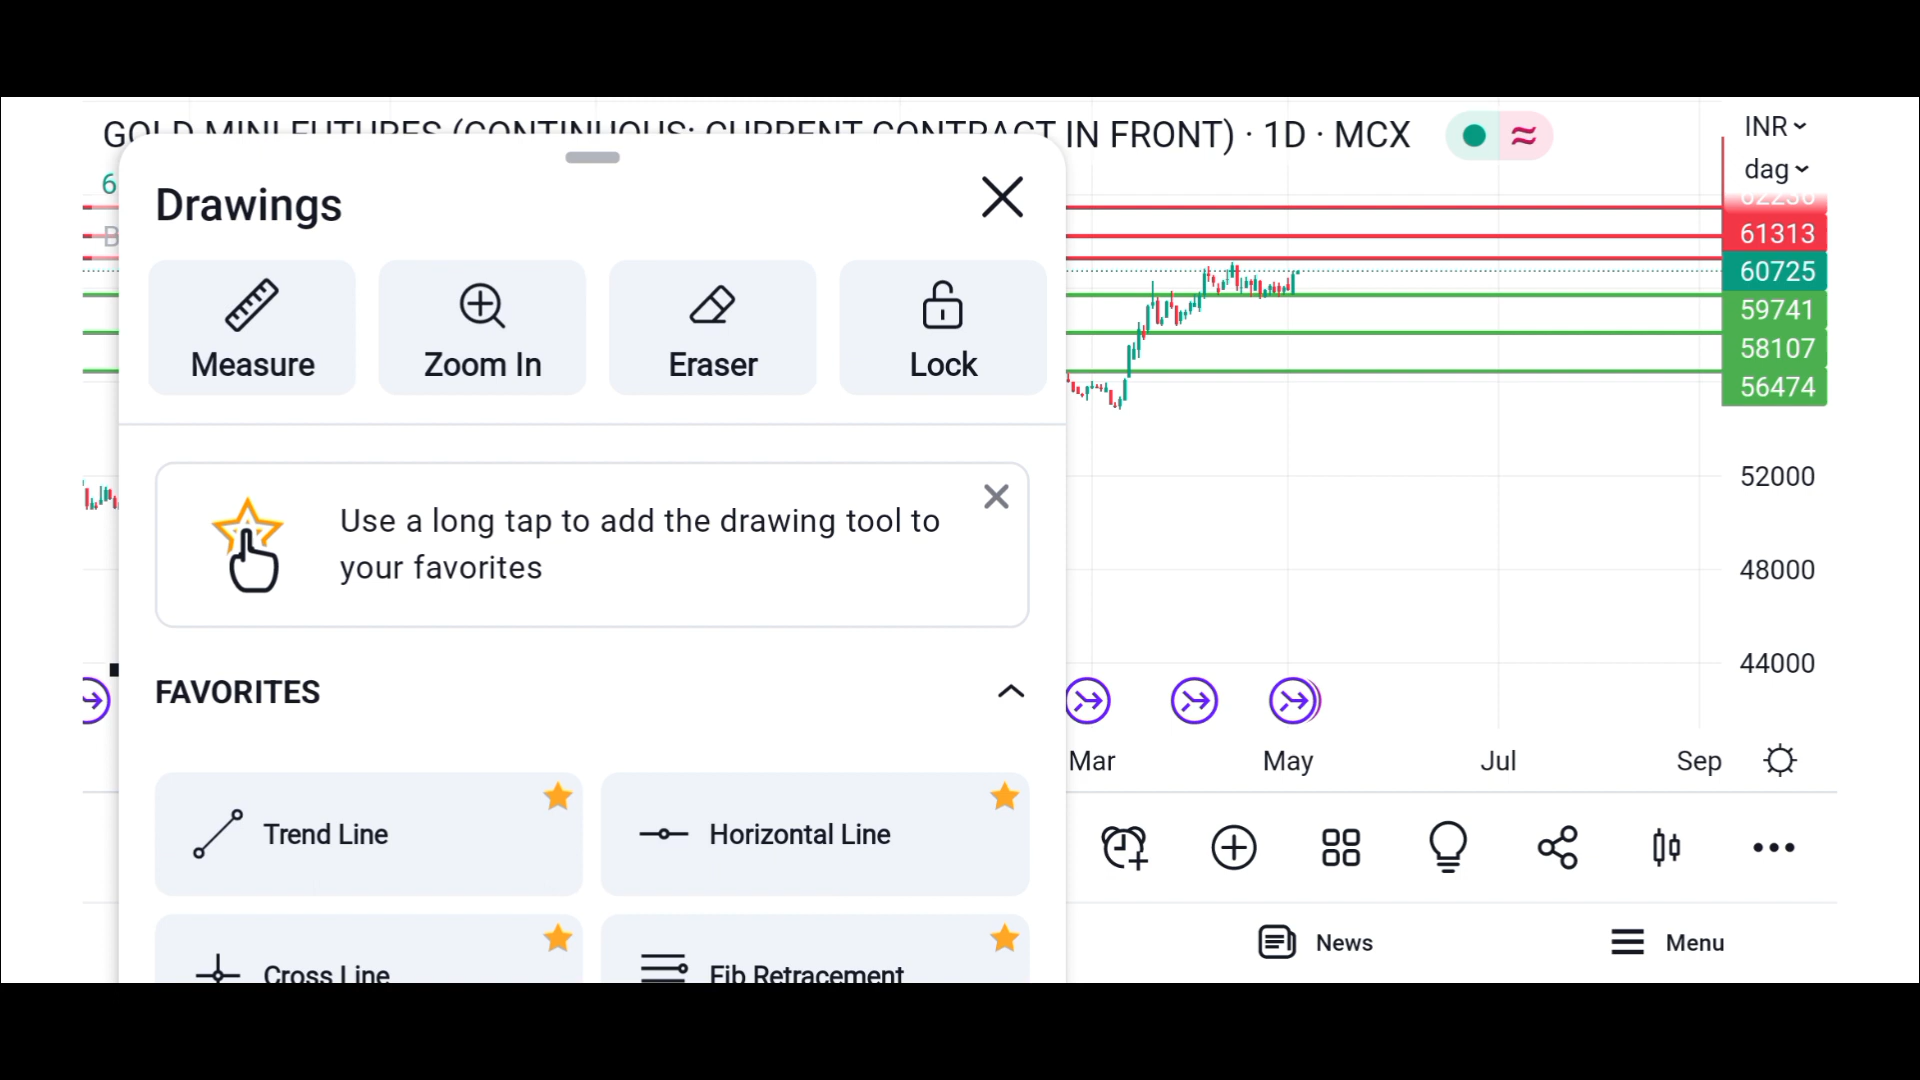 GOLD MINI FUTURES (CONTINUOUS: CURRENT CONTRACT IN FRONT) · 1D · MCX
INR
dag
6
B
62236
61313
60725
59741
58107
56474
52000
48000
44000
Drawings
Measure
Zoom In
Eraser
Lock
Use a long tap to add the drawing tool to
your favorites
FAVORITES
Trend Line
Horizontal Line
Cross Line
Fib Retracement
Mar
May
Jul
Sep
News
Menu